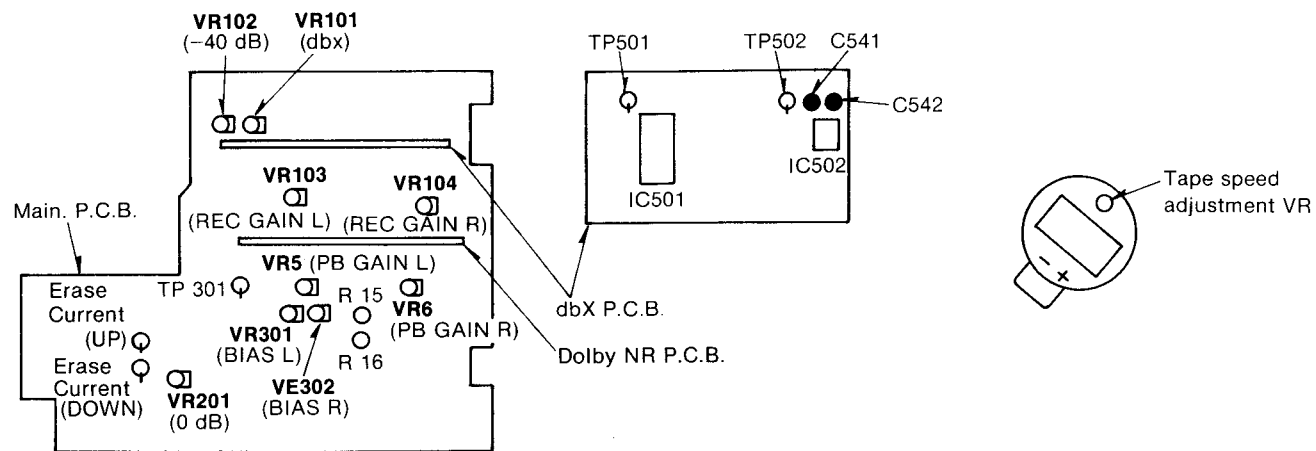 VR102 VR101
(−40 dB) (dbx)
TP501 TP502 C541
C542
IC502
IC501
VR103 VR104
(REC GAIN L) (REC GAIN R)
Main. P.C.B.
VR5 (PB GAIN L)
TP 301
R 15
VR6
(PB GAIN R)
VR301
(BIAS L)
R 16
Erase
Current
(UP)
Erase
Current
(DOWN)
VE302
(BIAS R)
VR201
(0 dB)
dbX P.C.B.
Dolby NR P.C.B.
Tape speed
adjustment VR
− +